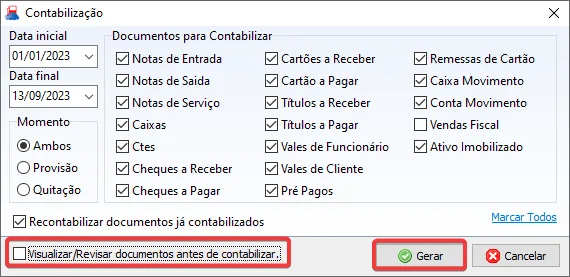 Contabilização
Data inicial
01/01/2023
Data final
13/09/2023
Momento
Ambos
Provisão
Quitação
Documentos para Contabilizar
Notas de Entrada
Notas de Saida
Notas de Serviço
Caixas
Ctes
Cheques a Receber
Cheques a Pagar
Cartões a Receber
Cartão a Pagar
Títulos a Receber
Títulos a Pagar
Vales de Funcionário
Vales de Cliente
Pré Pagos
Remessas de Cartão
Caixa Movimento
Conta Movimento
Vendas Fiscal
Ativo Imobilizado
Recontabilizar documentos já contabilizados
Marcar Todos
Visualizar/Revisar documentos antes de contabilizar.
Gerar
Cancelar